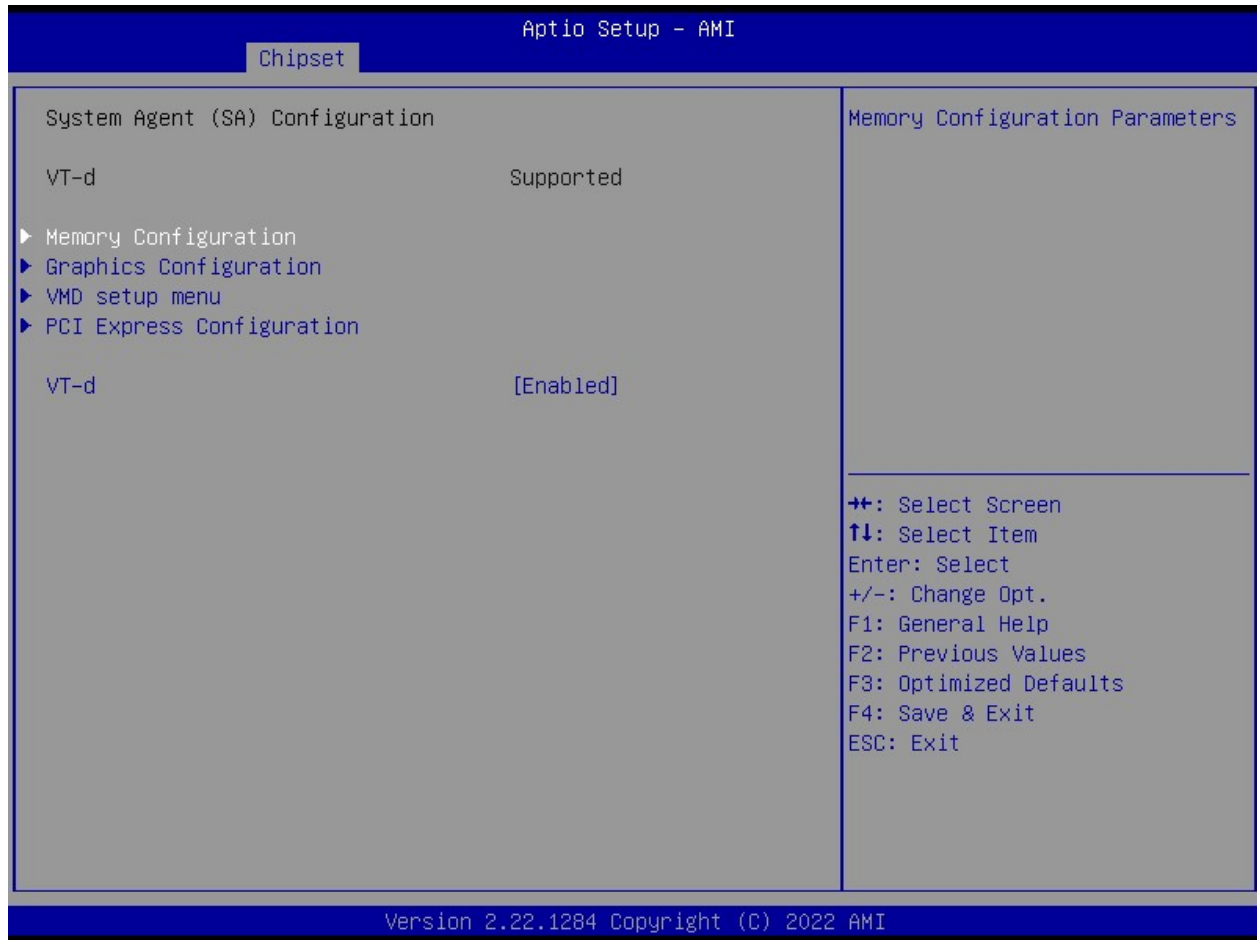 Aptio Setup – AMI
Chipset
System Agent (SA) Configuration
VT-d Supported
▶ Memory Configuration
▶ Graphics Configuration
▶ VMD setup menu
▶ PCI Express Configuration
VT-d [Enabled]
Memory Configuration Parameters
→←: Select Screen
↑↓: Select Item
Enter: Select
+/-: Change Opt.
F1: General Help
F2: Previous Values
F3: Optimized Defaults
F4: Save & Exit
ESC: Exit
Version 2.22.1284 Copyright (C) 2022 AMI